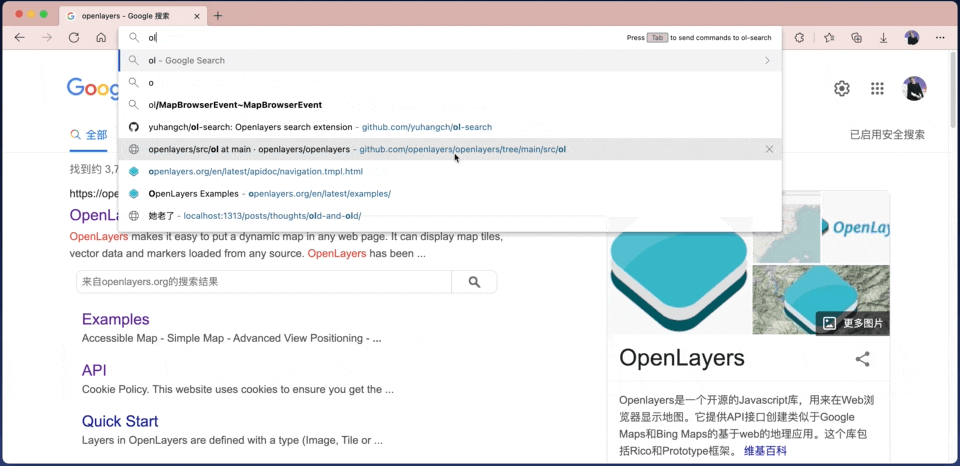 openlayers - Google 搜索
ol
Press Tab to send commands to ol-search
ol - Google Search
o
ol/MapBrowserEvent~MapBrowserEvent
yuhangch/ol-search: Openlayers search extension - github.com/yuhangch/ol-search
openlayers/src/ol at main · openlayers/openlayers - github.com/openlayers/openlayers/tree/main/src/ol
openlayers.org/en/latest/apidoc/navigation.tmpl.html
OpenLayers Examples - openlayers.org/en/latest/examples/
她老了 - localhost:1313/posts/thoughts/old-and-old/
Goog
全部
已启用安全搜索
找到约 3,7
https://ope
OpenLa
OpenLayers makes it easy to put a dynamic map in any web page. It can display map tiles,
vector data and markers loaded from any source. OpenLayers has been ...
来自openlayers.org的搜索结果
Examples
Accessible Map - Simple Map - Advanced View Positioning - ...
API
Cookie Policy. This website uses cookies to ensure you get the ...
Quick Start
Layers in OpenLayers are defined with a type (Image, Tile or ...
OpenL
更多图片
OpenLayers
Openlayers是一个开源的Javascript库，用来在Web浏
览器显示地图。它提供API接口创建类似于Google
Maps和Bing Maps的基于web的地理应用。这个库包
括Rico和Prototype框架。 维基百科